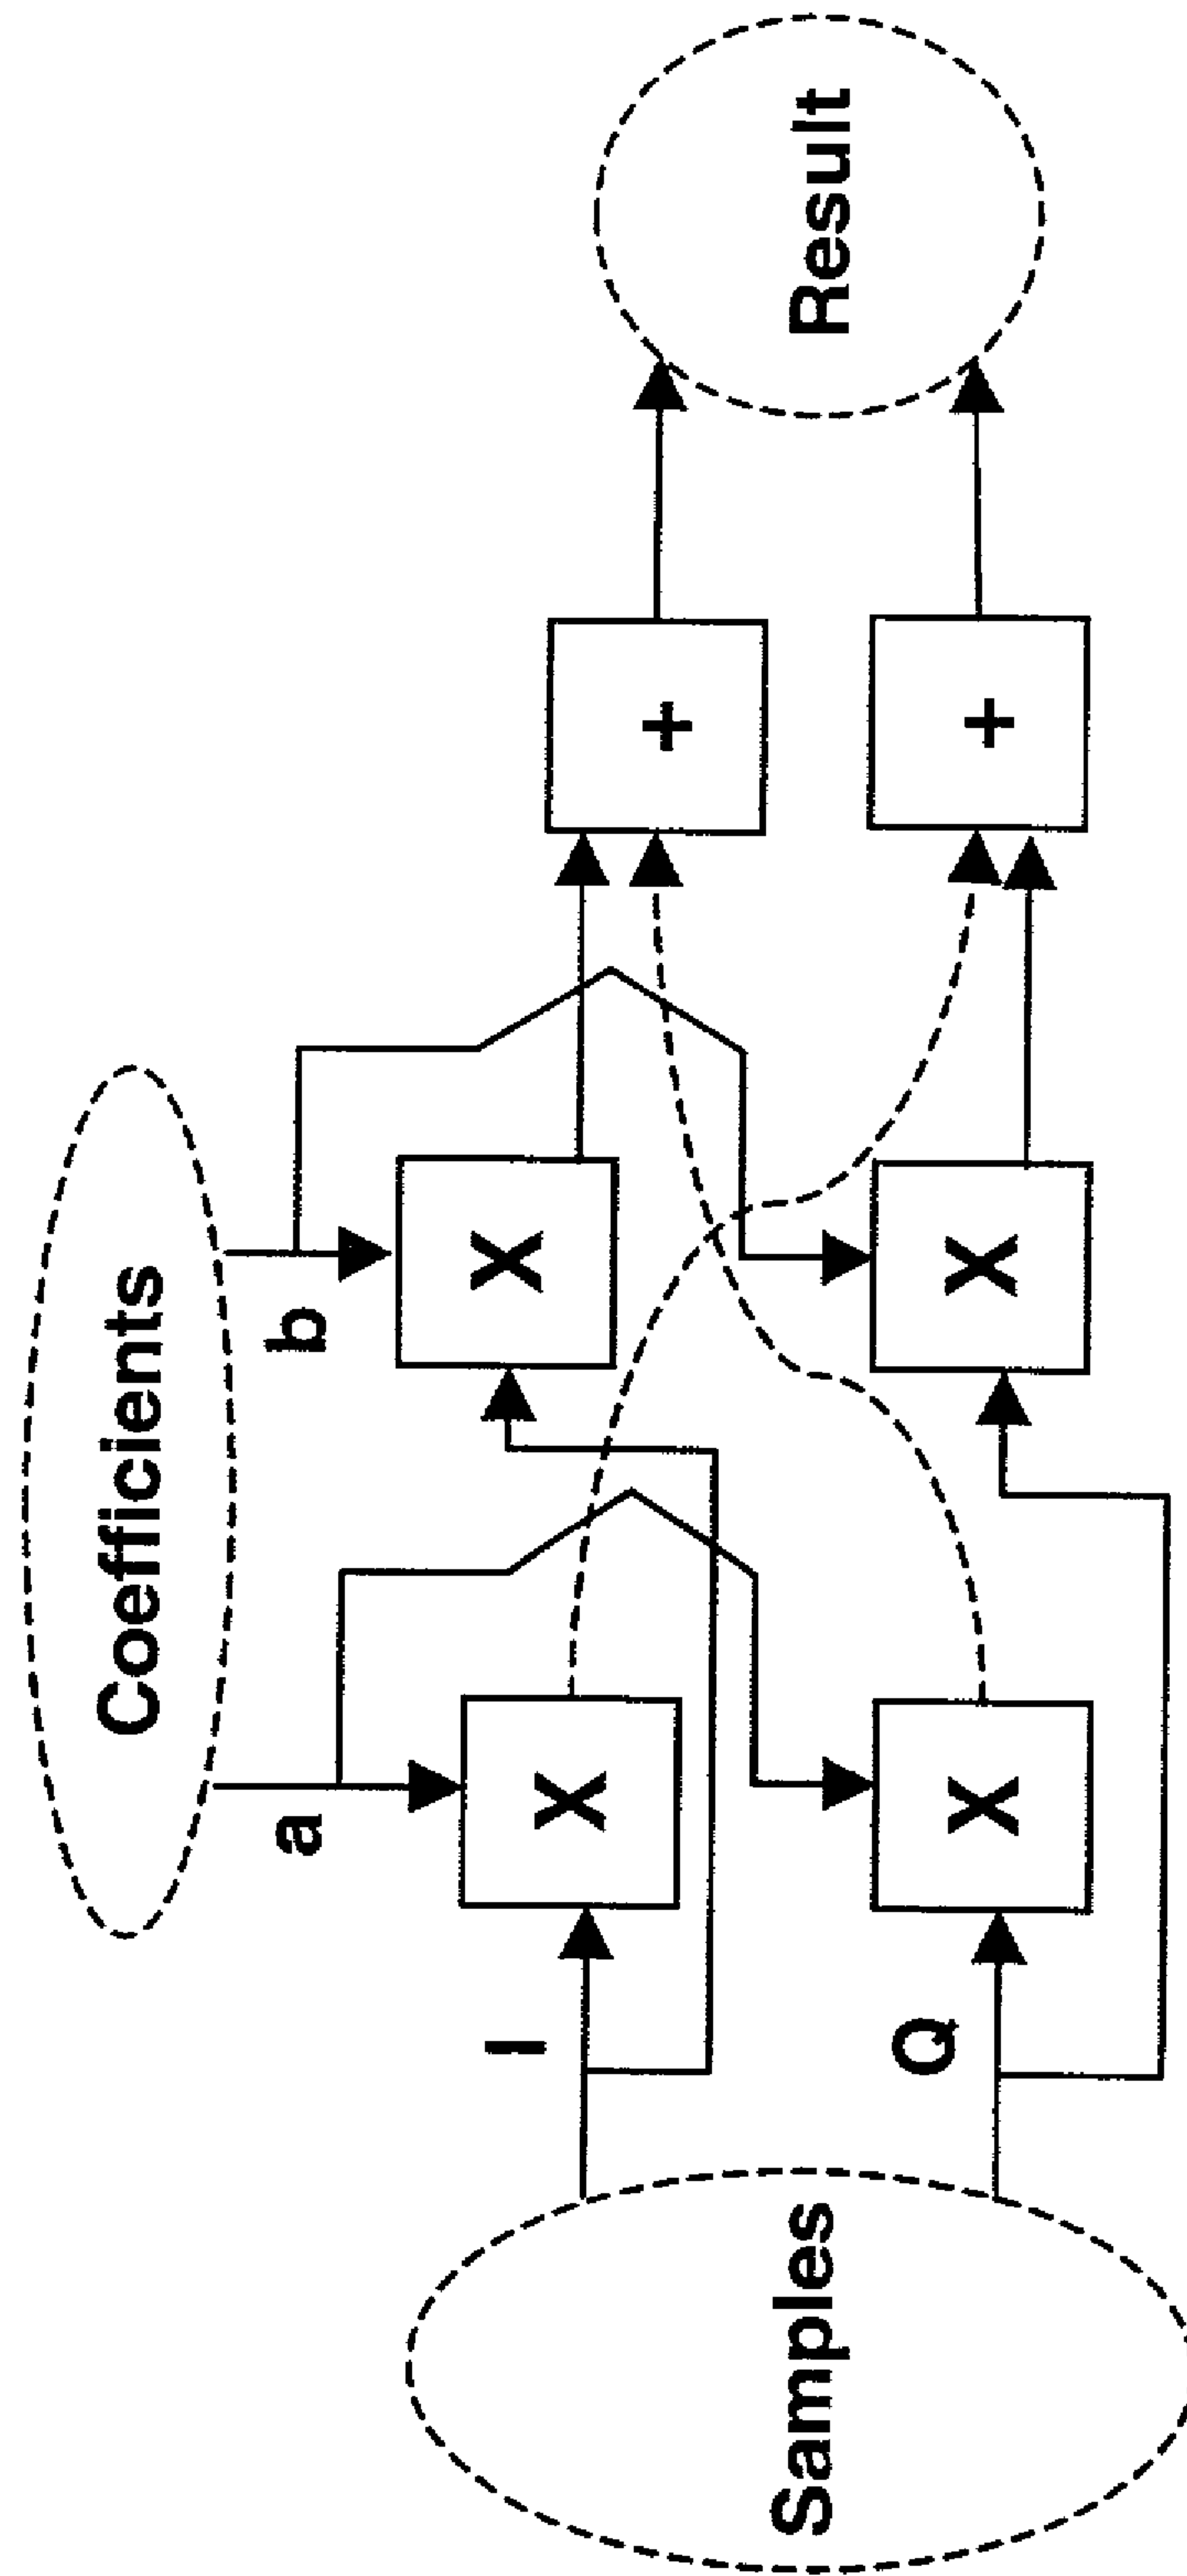 Coefficients
a
b
I
X
X
+
Samples
Result
Q
X
X
+